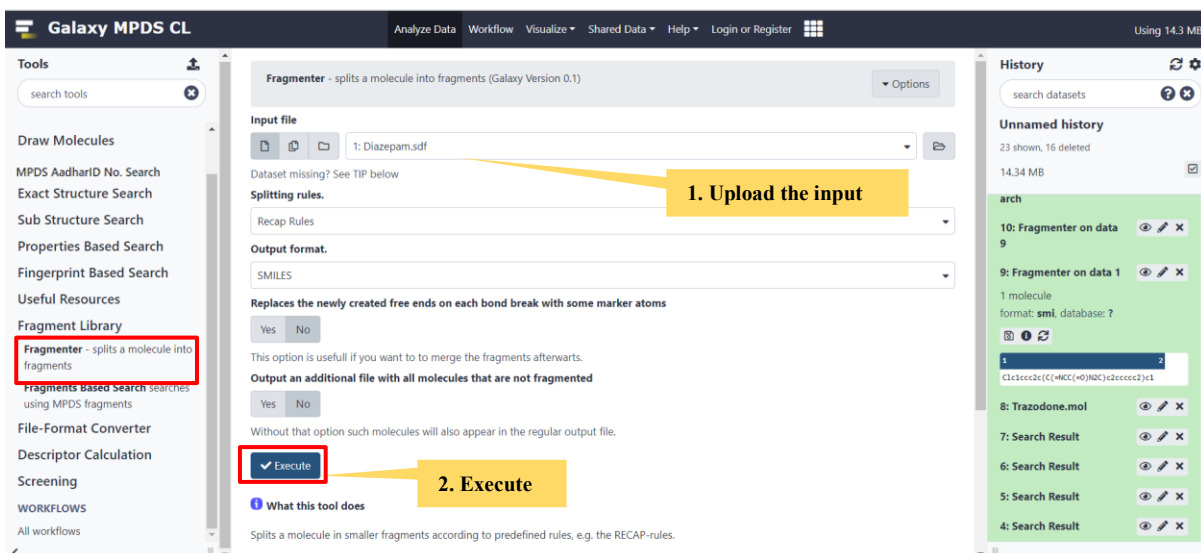 Galaxy MPDS CL
Analyze Data Workflow Visualize Shared Data Help Login or Register
Using 14.3 MB
Tools
search tools
Draw Molecules
MPDS AadharID No. Search
Exact Structure Search
Sub Structure Search
Properties Based Search
Fingerprint Based Search
Useful Resources
Fragment Library
Fragmenter - splits a molecule into
fragments
Fragments Based Search searches
using MPDS fragments
File-Format Converter
Descriptor Calculation
Screening
WORKFLOWS
All workflows
Fragmenter - splits a molecule into fragments (Galaxy Version 0.1)
Options
Input file
1: Diazepam.sdf
Dataset missing? See TIP below
1. Upload the input
Splitting rules.
Recap Rules
Output format.
SMILES
Replaces the newly created free ends on each bond break with some marker atoms
Yes No
This option is usefull if you want to to merge the fragments afterwarts.
Output an additional file with all molecules that are not fragmented
Yes No
Without that option such molecules will also appear in the regular output file.
Execute
2. Execute
What this tool does
Splits a molecule in smaller fragments according to predefined rules, e.g. the RECAP-rules.
History
search datasets
Unnamed history
23 shown, 16 deleted
14.34 MB
arch
10: Fragmenter on data
9
9: Fragmenter on data 1
1 molecule
format: smi, database: ?
1 2
Clc1ccc2c(C(=NCC(=O)N2C)c2ccccc2)c1
8: Trazodone.mol
7: Search Result
6: Search Result
5: Search Result
4: Search Result